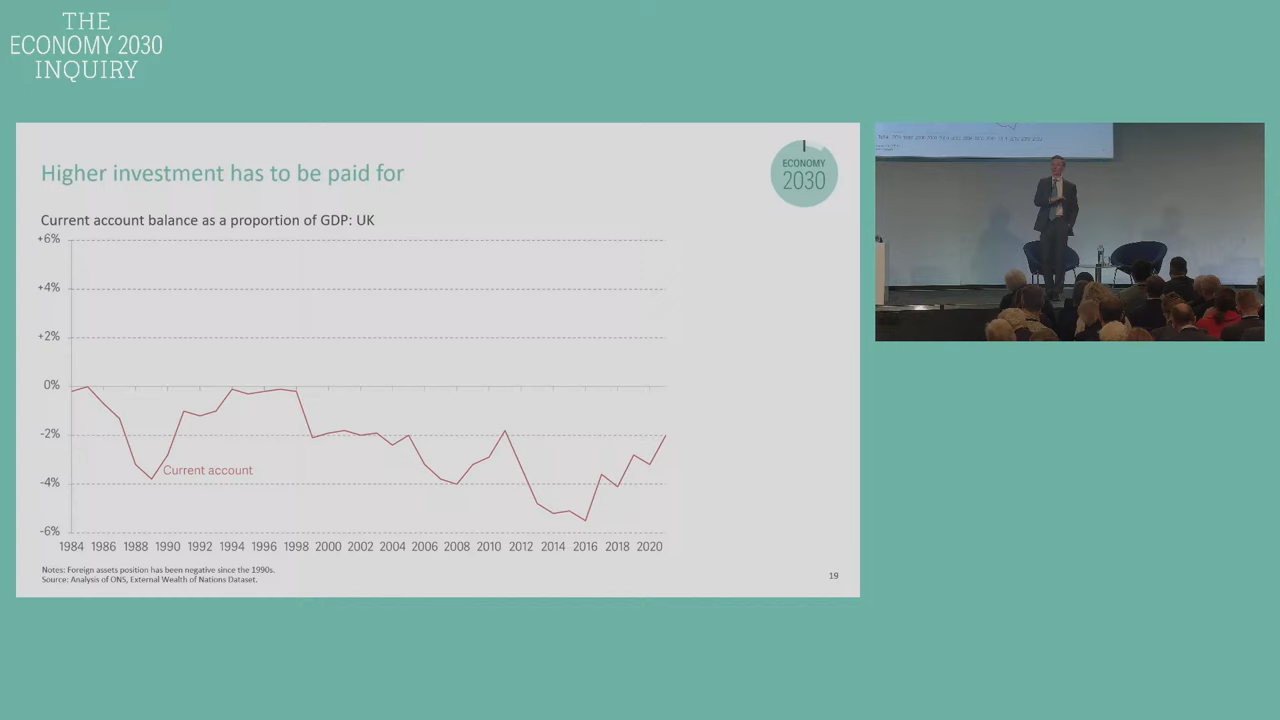 THE
ECONOMY 2030
INQUIRY
Higher investment has to be paid for
ECONOMY
2030
Current account balance as a proportion of GDP: UK
+6%
+4%
+2%
0%
-2%
Current account
-4%
-6%
1984 1986 1988 1990 1992 1994 1996 1998 2000 2002 2004 2006 2008 2010 2012 2014 2016 2018 2020
Notes: Foreign assets position has been negative since the 1990s.
Source: Analysis of ONS, External Wealth of Nations Dataset.
19